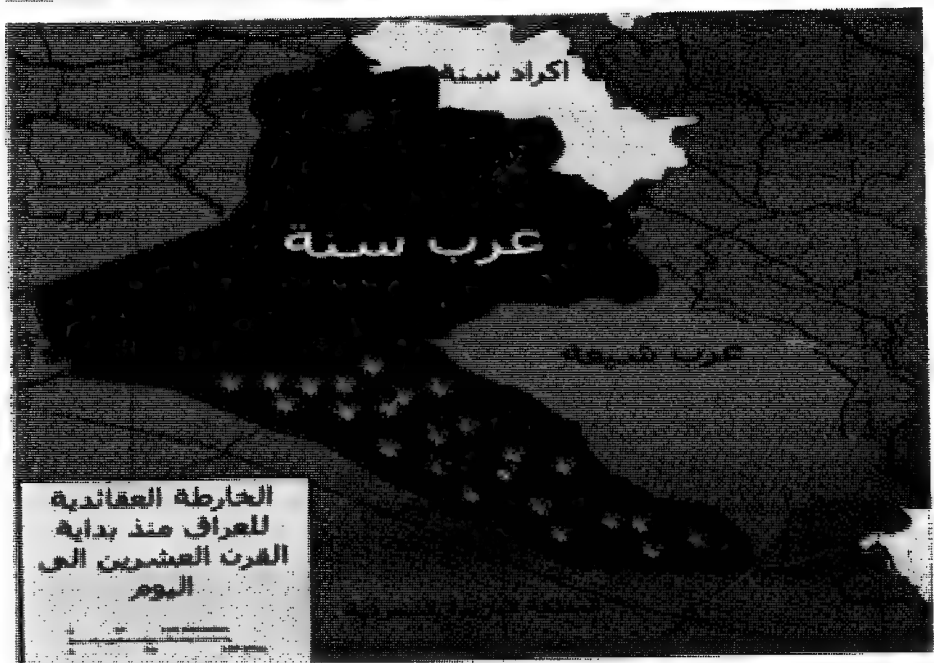 اكراد سنة
عرب سنة
عرب شيعة
الخارطة العقائدية
للعراق منذ بداية
القرن العشرين الى
اليوم